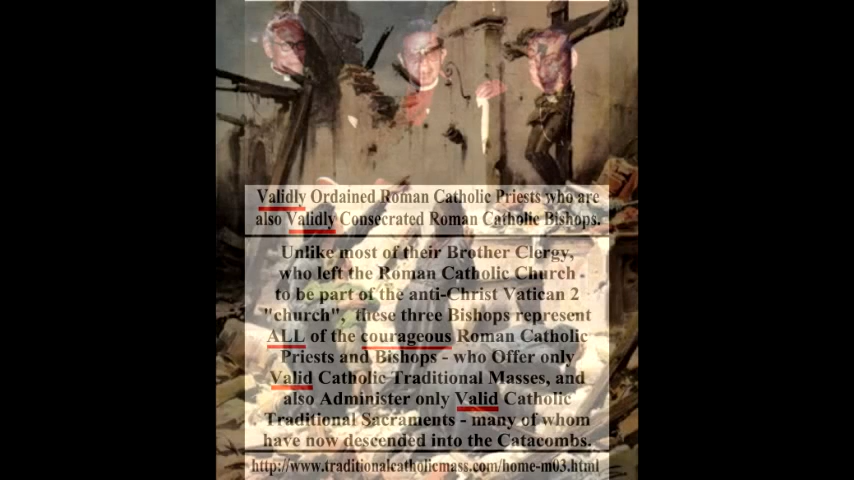 Validly Ordained Roman Catholic Priests who are
also Validly Consecrated Roman Catholic Bishops.
Unlike most of their Brother Clergy,
who left the Roman Catholic Church
to be part of the anti-Christ Vatican 2
"church", these three Bishops represent
ALL of the courageous Roman Catholic
Priests and Bishops - who Offer only
Valid Catholic Traditional Masses, and
also Administer only Valid Catholic
Traditional Sacraments - many of whom
have now descended into the Catacombs.
http://www.traditionalcatholicmass.com/home-m03.html